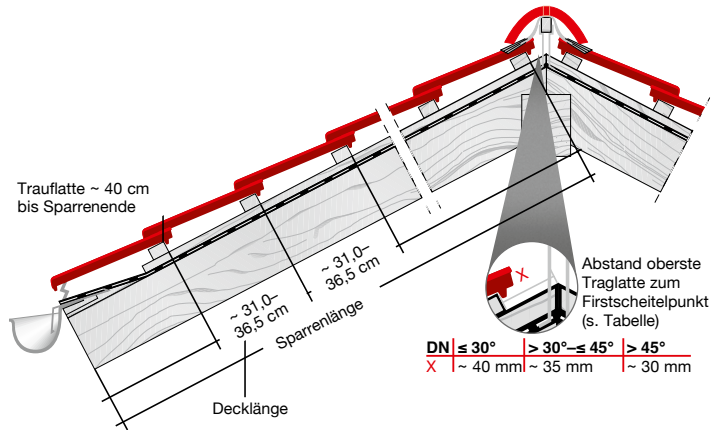 Trauflatte ~ 40 cm
bis Sparrenende
~ 31,0–
36,5 cm
~ 31,0–
36,5 cm
Sparrenlänge
Decklänge
X
Abstand oberste
Traglatte zum
Firstscheitelpunkt
(s. Tabelle)
DN ≤ 30° > 30°–≤ 45° > 45°
X ~ 40 mm ~ 35 mm ~ 30 mm